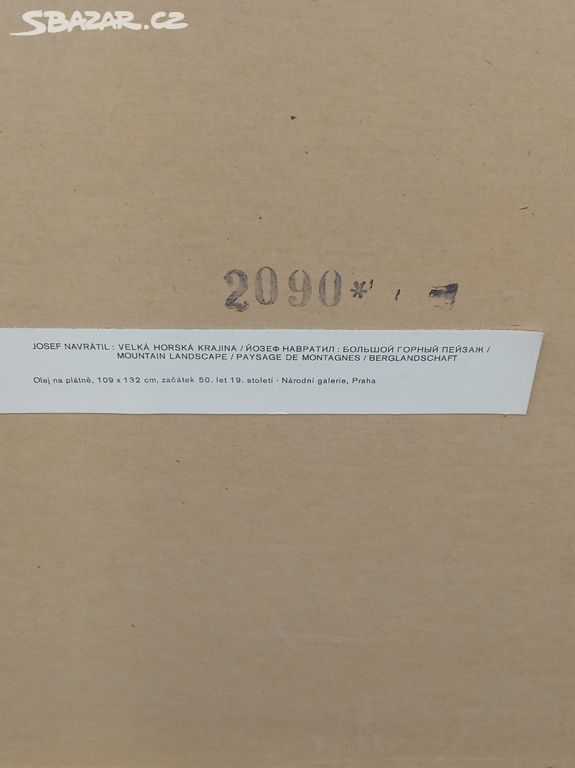 SBAZAR.CZ
2090*
JOSEF NAVRÁTIL : VELKÁ HORSKÁ KRAJINA / ЙОЗЕФ НАВРАТИЛ : БОЛЬШОЙ ГОРНЫЙ ПЕЙЗАЖ /
MOUNTAIN LANDSCAPE / PAYSAGE DE MONTAGNES / BERGLANDSCHAFT
Olej na plátně, 109 x 132 cm, začátek 50. let 19. století - Národní galerie, Praha